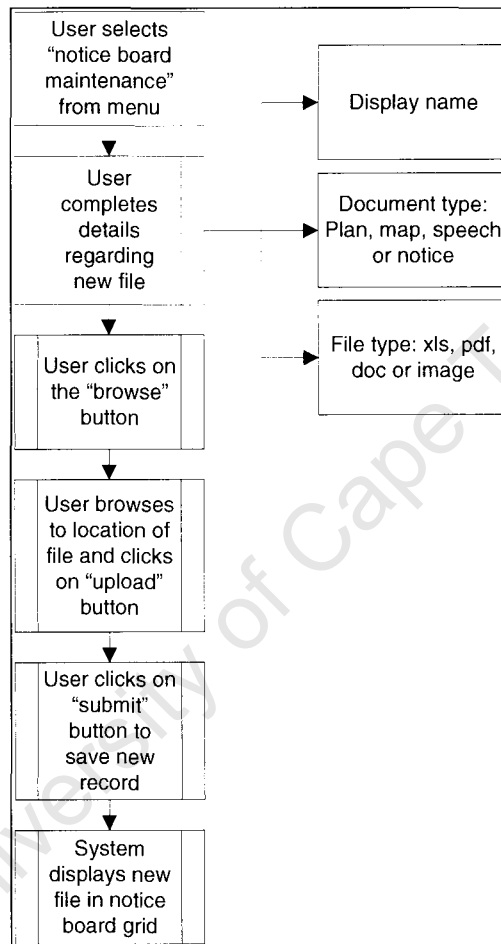 User selects
“notice board
maintenance”
from menu
User
completes
details
regarding
new file
Display name
Document type:
Plan, map, speech
or notice
File type: xls, pdf,
doc or image
User clicks on
the “browse”
button
User browses
to location of
file and clicks
on “upload”
button
User clicks on
“submit”
button to
save new
record
System
displays new
file in notice
board grid
University of Cape T